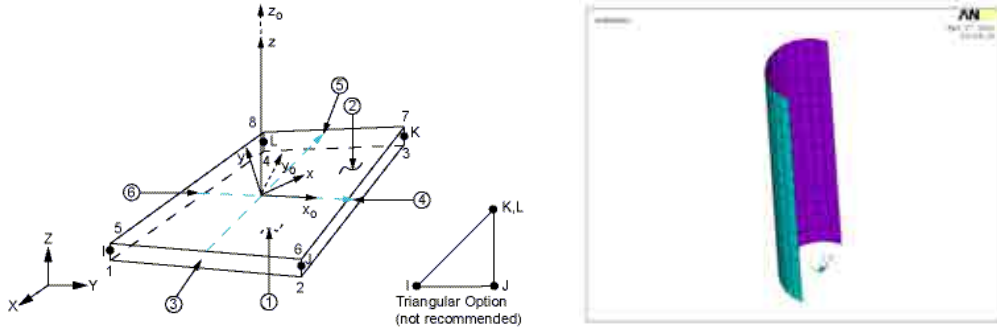 z₀
z
⑤
②
8
7
L
K
y
4
y₀
3
x
⑥
x₀
④
K,L
5
Z
I
6
J
1
Y
2
I
J
X
③
①
Triangular Option
(not recommended)
AN